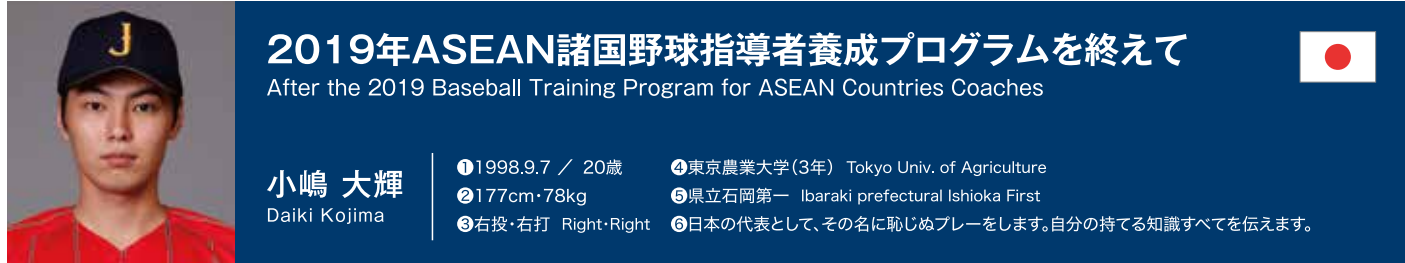 J
2019年ASEAN諸国野球指導者養成プログラムを終えて
After the 2019 Baseball Training Program for ASEAN Countries Coaches
小嶋 大輝
Daiki Kojima
❶1998.9.7 ／ 20歳
❷177cm・78kg
❸右投・右打 Right・Right
❹東京農業大学（3年） Tokyo Univ. of Agriculture
❺県立石岡第一 Ibaraki prefectural Ishioka First
❻日本の代表として、その名に恥じぬプレーをします。自分の持てる知識すべてを伝えます。